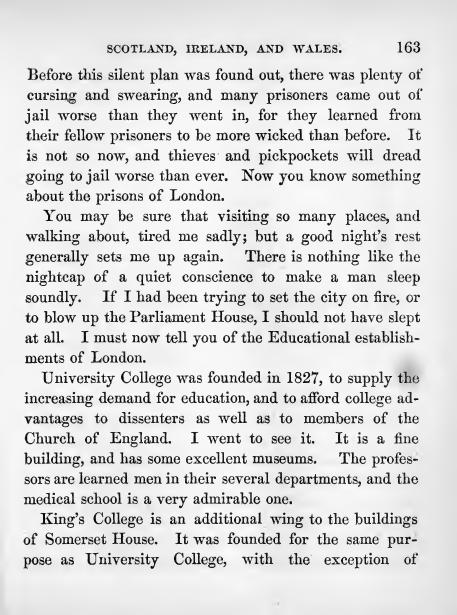 SCOTLAND, IRELAND, AND WALES. 163
Before this silent plan was found out, there was plenty of
cursing and swearing, and many prisoners came out of
jail worse than they went in, for they learned from
their fellow prisoners to be more wicked than before. It
is not so now, and thieves and pickpockets will dread
going to jail worse than ever. Now you know something
about the prisons of London.
You may be sure that visiting so many places, and
walking about, tired me sadly; but a good night's rest
generally sets me up again. There is nothing like the
nightcap of a quiet conscience to make a man sleep
soundly. If I had been trying to set the city on fire, or
to blow up the Parliament House, I should not have slept
at all. I must now tell you of the Educational establish-
ments of London.
University College was founded in 1827, to supply the
increasing demand for education, and to afford college ad-
vantages to dissenters as well as to members of the
Church of England. I went to see it. It is a fine
building, and has some excellent museums. The profes-
sors are learned men in their several departments, and the
medical school is a very admirable one.
King's College is an additional wing to the buildings
of Somerset House. It was founded for the same pur-
pose as University College, with the exception of